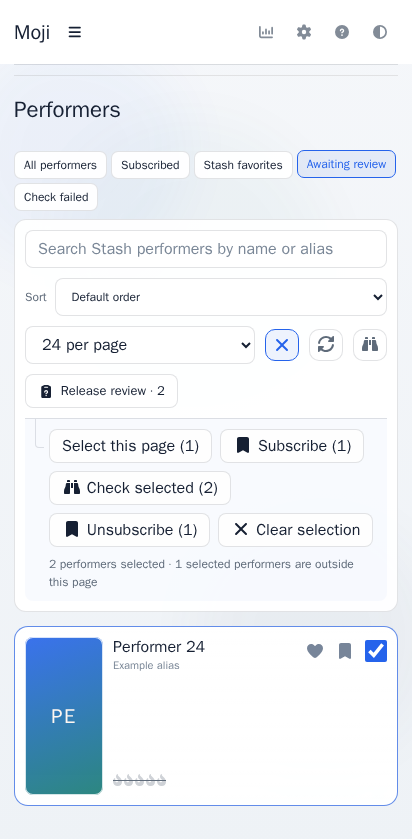 Moji
Performers
All performers
Subscribed
Stash favorites
Awaiting review
Check failed
Search Stash performers by name or alias
Sort
Default order
24 per page
Release review · 2
Select this page (1)
Subscribe (1)
Check selected (2)
Unsubscribe (1)
Clear selection
2 performers selected · 1 selected performers are outside
this page
PE
Performer 24
Example alias